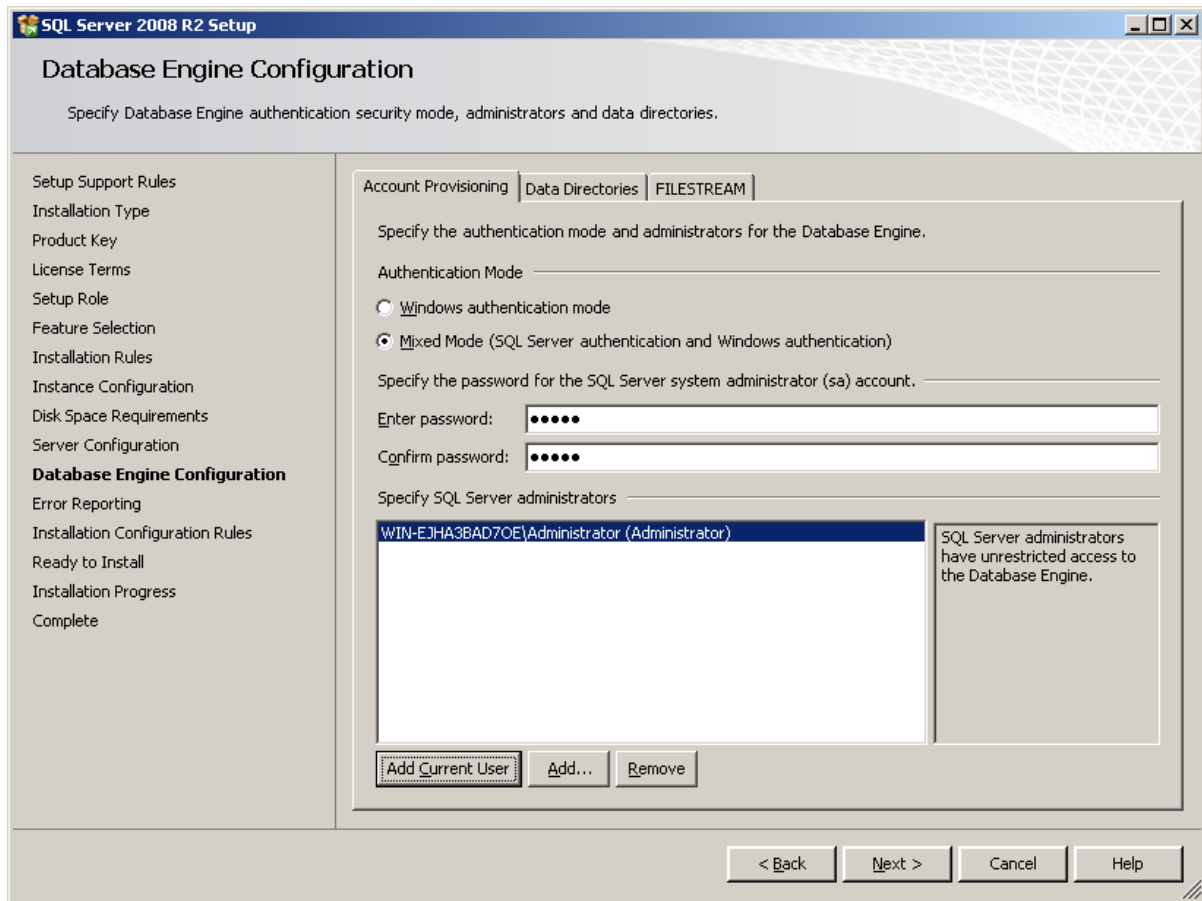 SQL Server 2008 R2 Setup
Database Engine Configuration
Specify Database Engine authentication security mode, administrators and data directories.
Setup Support Rules
Installation Type
Product Key
License Terms
Setup Role
Feature Selection
Installation Rules
Instance Configuration
Disk Space Requirements
Server Configuration
Database Engine Configuration
Error Reporting
Installation Configuration Rules
Ready to Install
Installation Progress
Complete
Account Provisioning Data Directories FILESTREAM
Specify the authentication mode and administrators for the Database Engine.
Authentication Mode
Windows authentication mode
Mixed Mode (SQL Server authentication and Windows authentication)
Specify the password for the SQL Server system administrator (sa) account.
Enter password: •••••
Confirm password: •••••
Specify SQL Server administrators
WIN-EJHA3BAD7OE\Administrator (Administrator)
SQL Server administrators
have unrestricted access to
the Database Engine.
Add Current User Add... Remove
< Back Next > Cancel Help